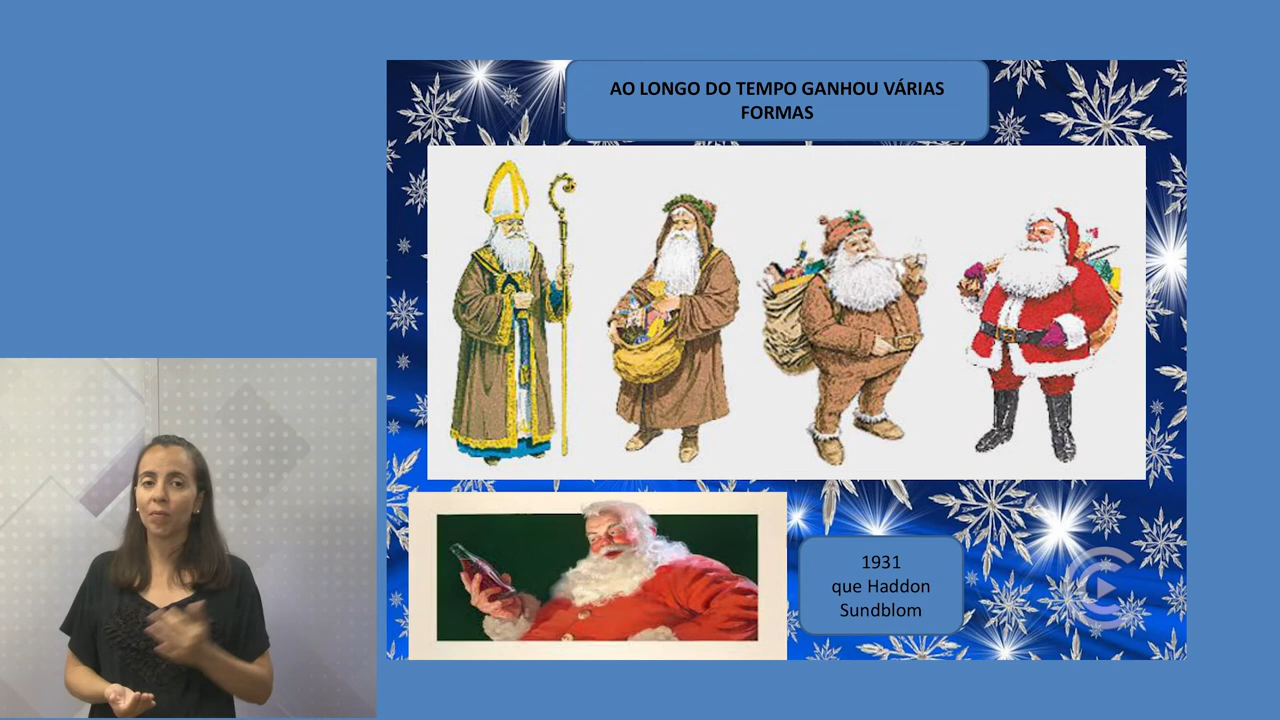 AO LONGO DO TEMPO GANHOU VÁRIAS
FORMAS
1931
que Haddon
Sundblom